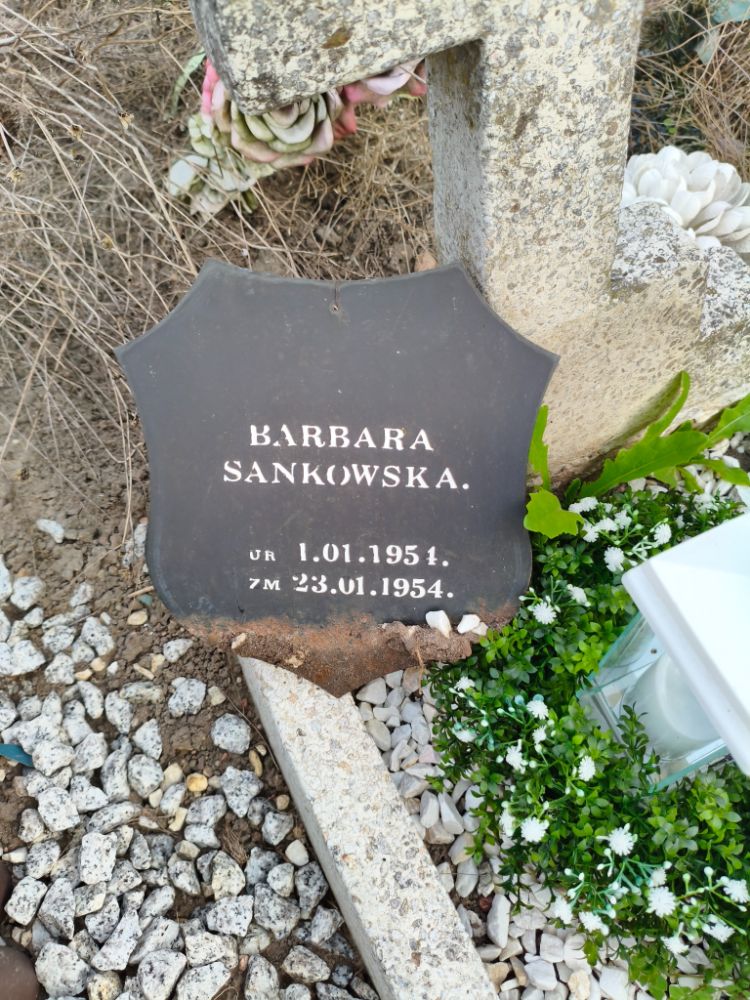 BARBARA
SANKOWSKA.
UR 1.01.1954.
ZM 23.01.1954.